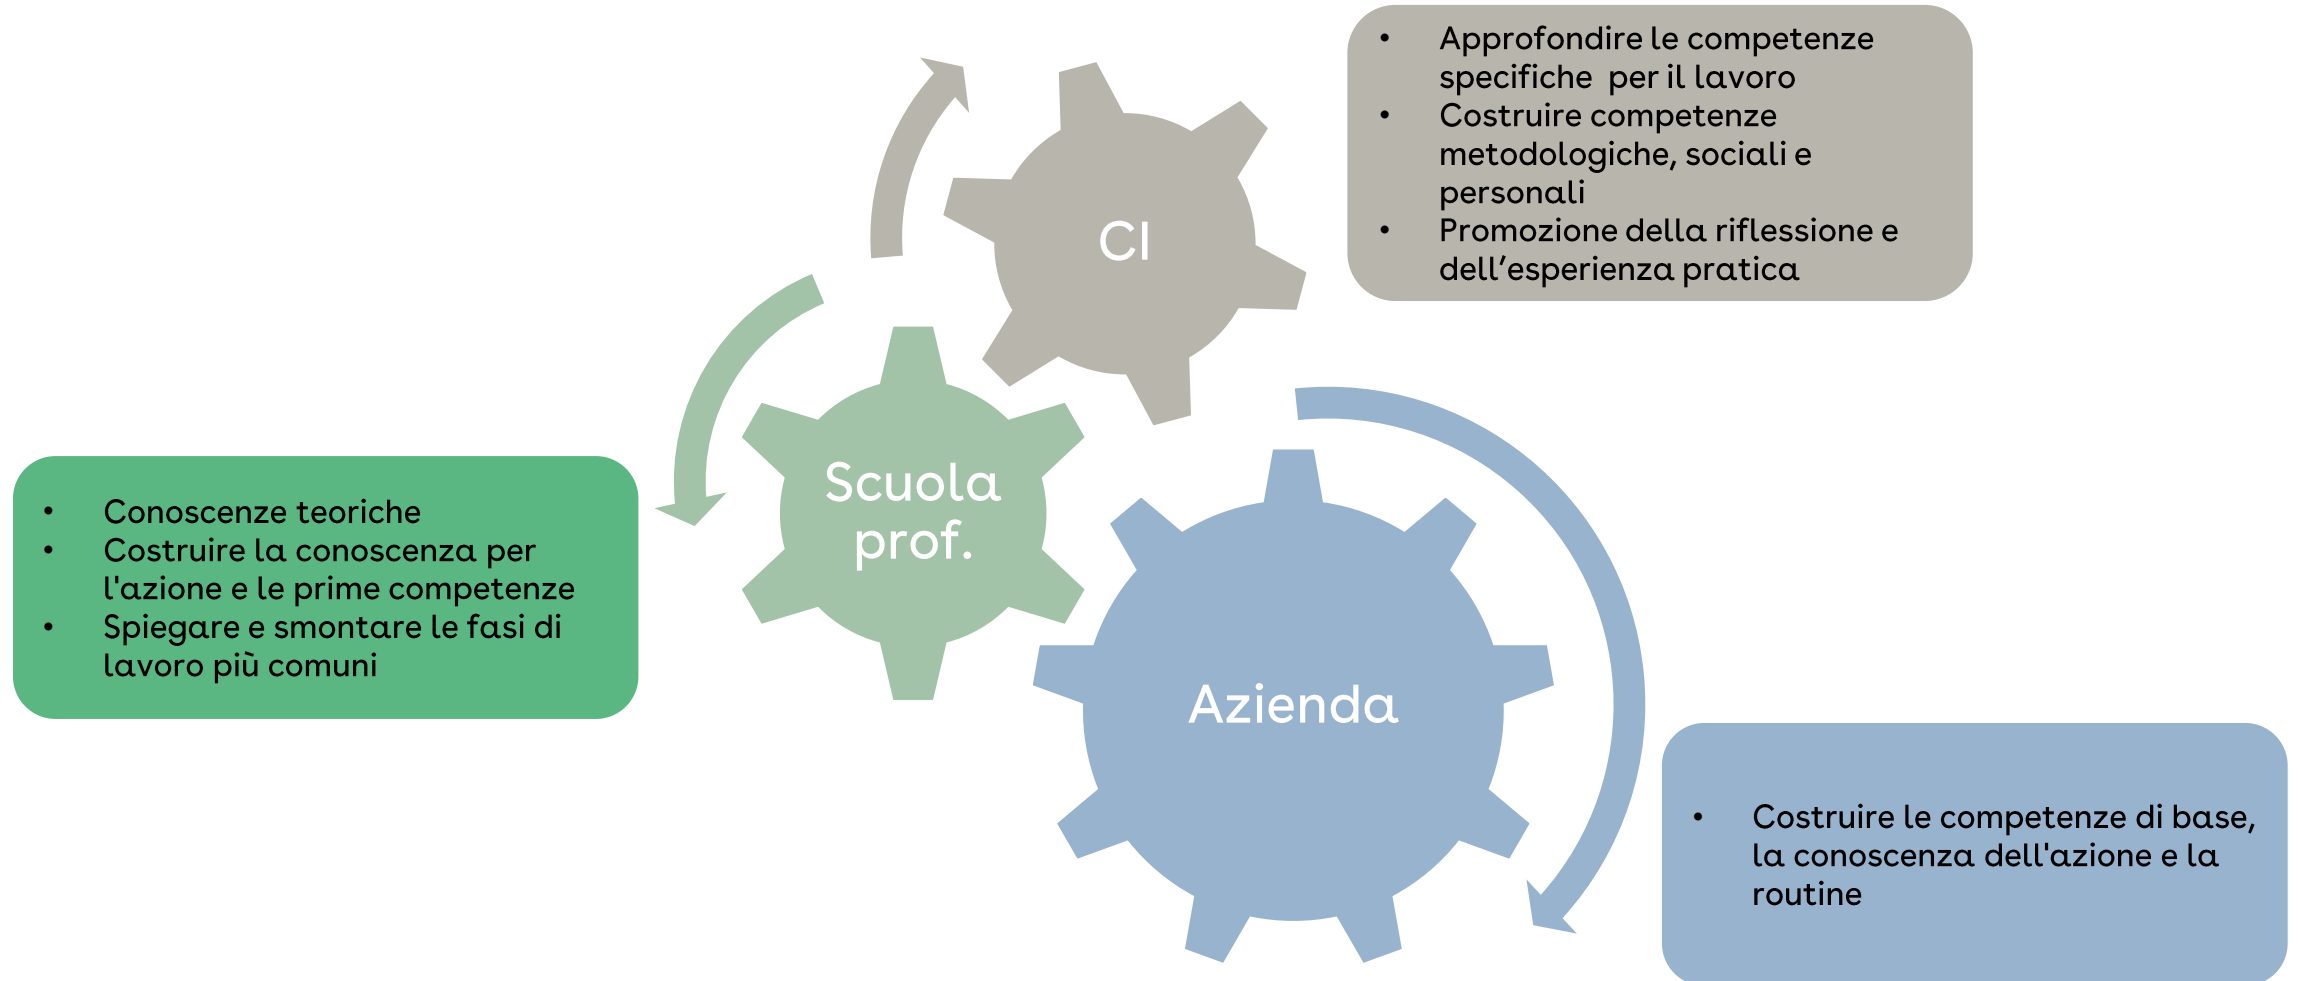 • Approfondire le competenze
specifiche  per il lavoro
• Costruire competenze
metodologiche, sociali e
personali
• Promozione della riflessione e
dell’esperienza pratica
CI
Scuola
prof.
• Conoscenze teoriche
• Costruire la conoscenza per
l'azione e le prime competenze
• Spiegare e smontare le fasi di
lavoro più comuni
Azienda
• Costruire le competenze di base,
la conoscenza dell'azione e la
routine